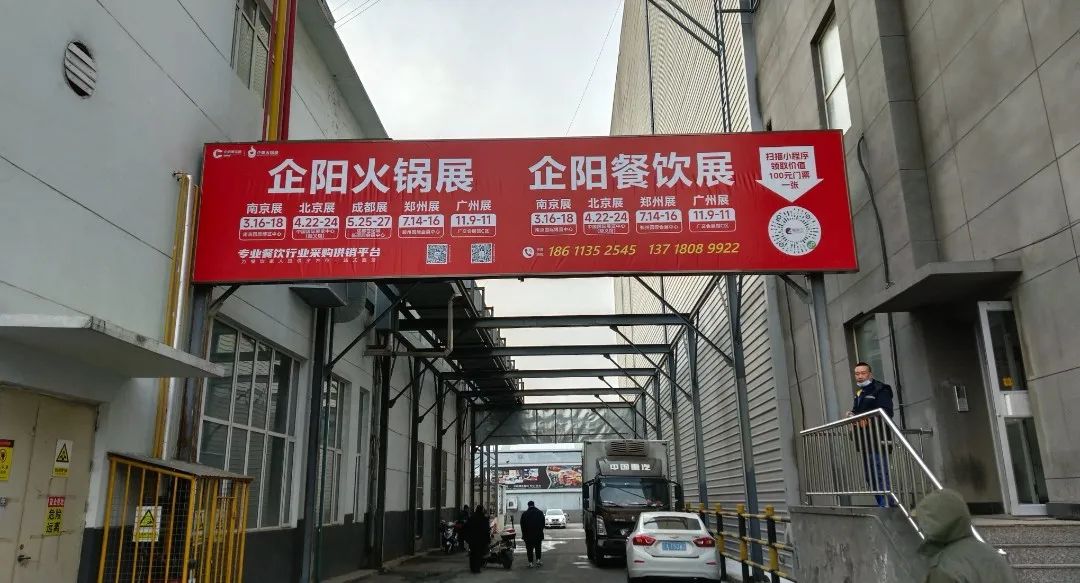 企阳火锅展
南京展 北京展 成都展 郑州展 广州展
3.16-18 4.22-24 5.25-27 7.14-16 11.9-11
专业餐饮行业采购供销平台
企阳餐饮展
南京展 北京展 郑州展 广州展
3.16-18 4.22-24 7.14-16 11.9-11
186 1135 2545 137 1808 9922
扫描小程序
领取价值
100元门票
一张
中国重汽
危险
远离